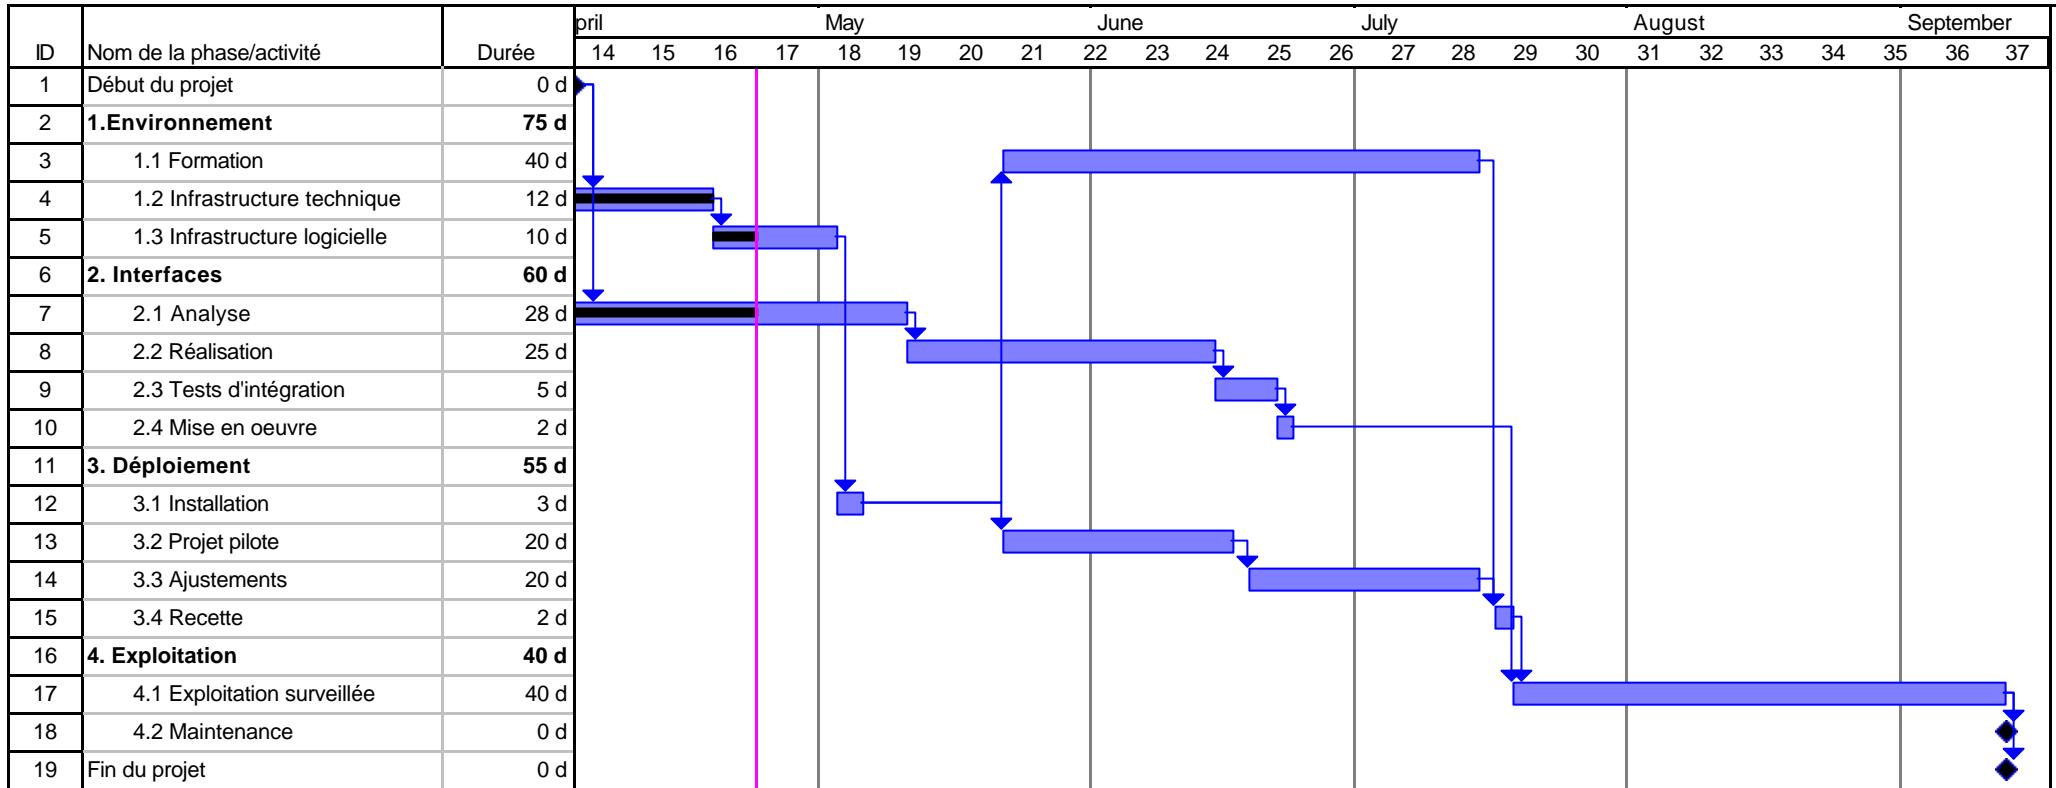 pril May June July August September
ID Nom de la phase/activité Durée 14 15 16 17 18 19 20 21 22 23 24 25 26 27 28 29 30 31 32 33 34 35 36 37
1 Début du projet 0 d
2 1.Environnement 75 d
3 1.1 Formation 40 d
4 1.2 Infrastructure technique 12 d
5 1.3 Infrastructure logicielle 10 d
6 2. Interfaces 60 d
7 2.1 Analyse 28 d
8 2.2 Réalisation 25 d
9 2.3 Tests d'intégration 5 d
10 2.4 Mise en oeuvre 2 d
11 3. Déploiement 55 d
12 3.1 Installation 3 d
13 3.2 Projet pilote 20 d
14 3.3 Ajustements 20 d
15 3.4 Recette 2 d
16 4. Exploitation 40 d
17 4.1 Exploitation surveillée 40 d
18 4.2 Maintenance 0 d
19 Fin du projet 0 d